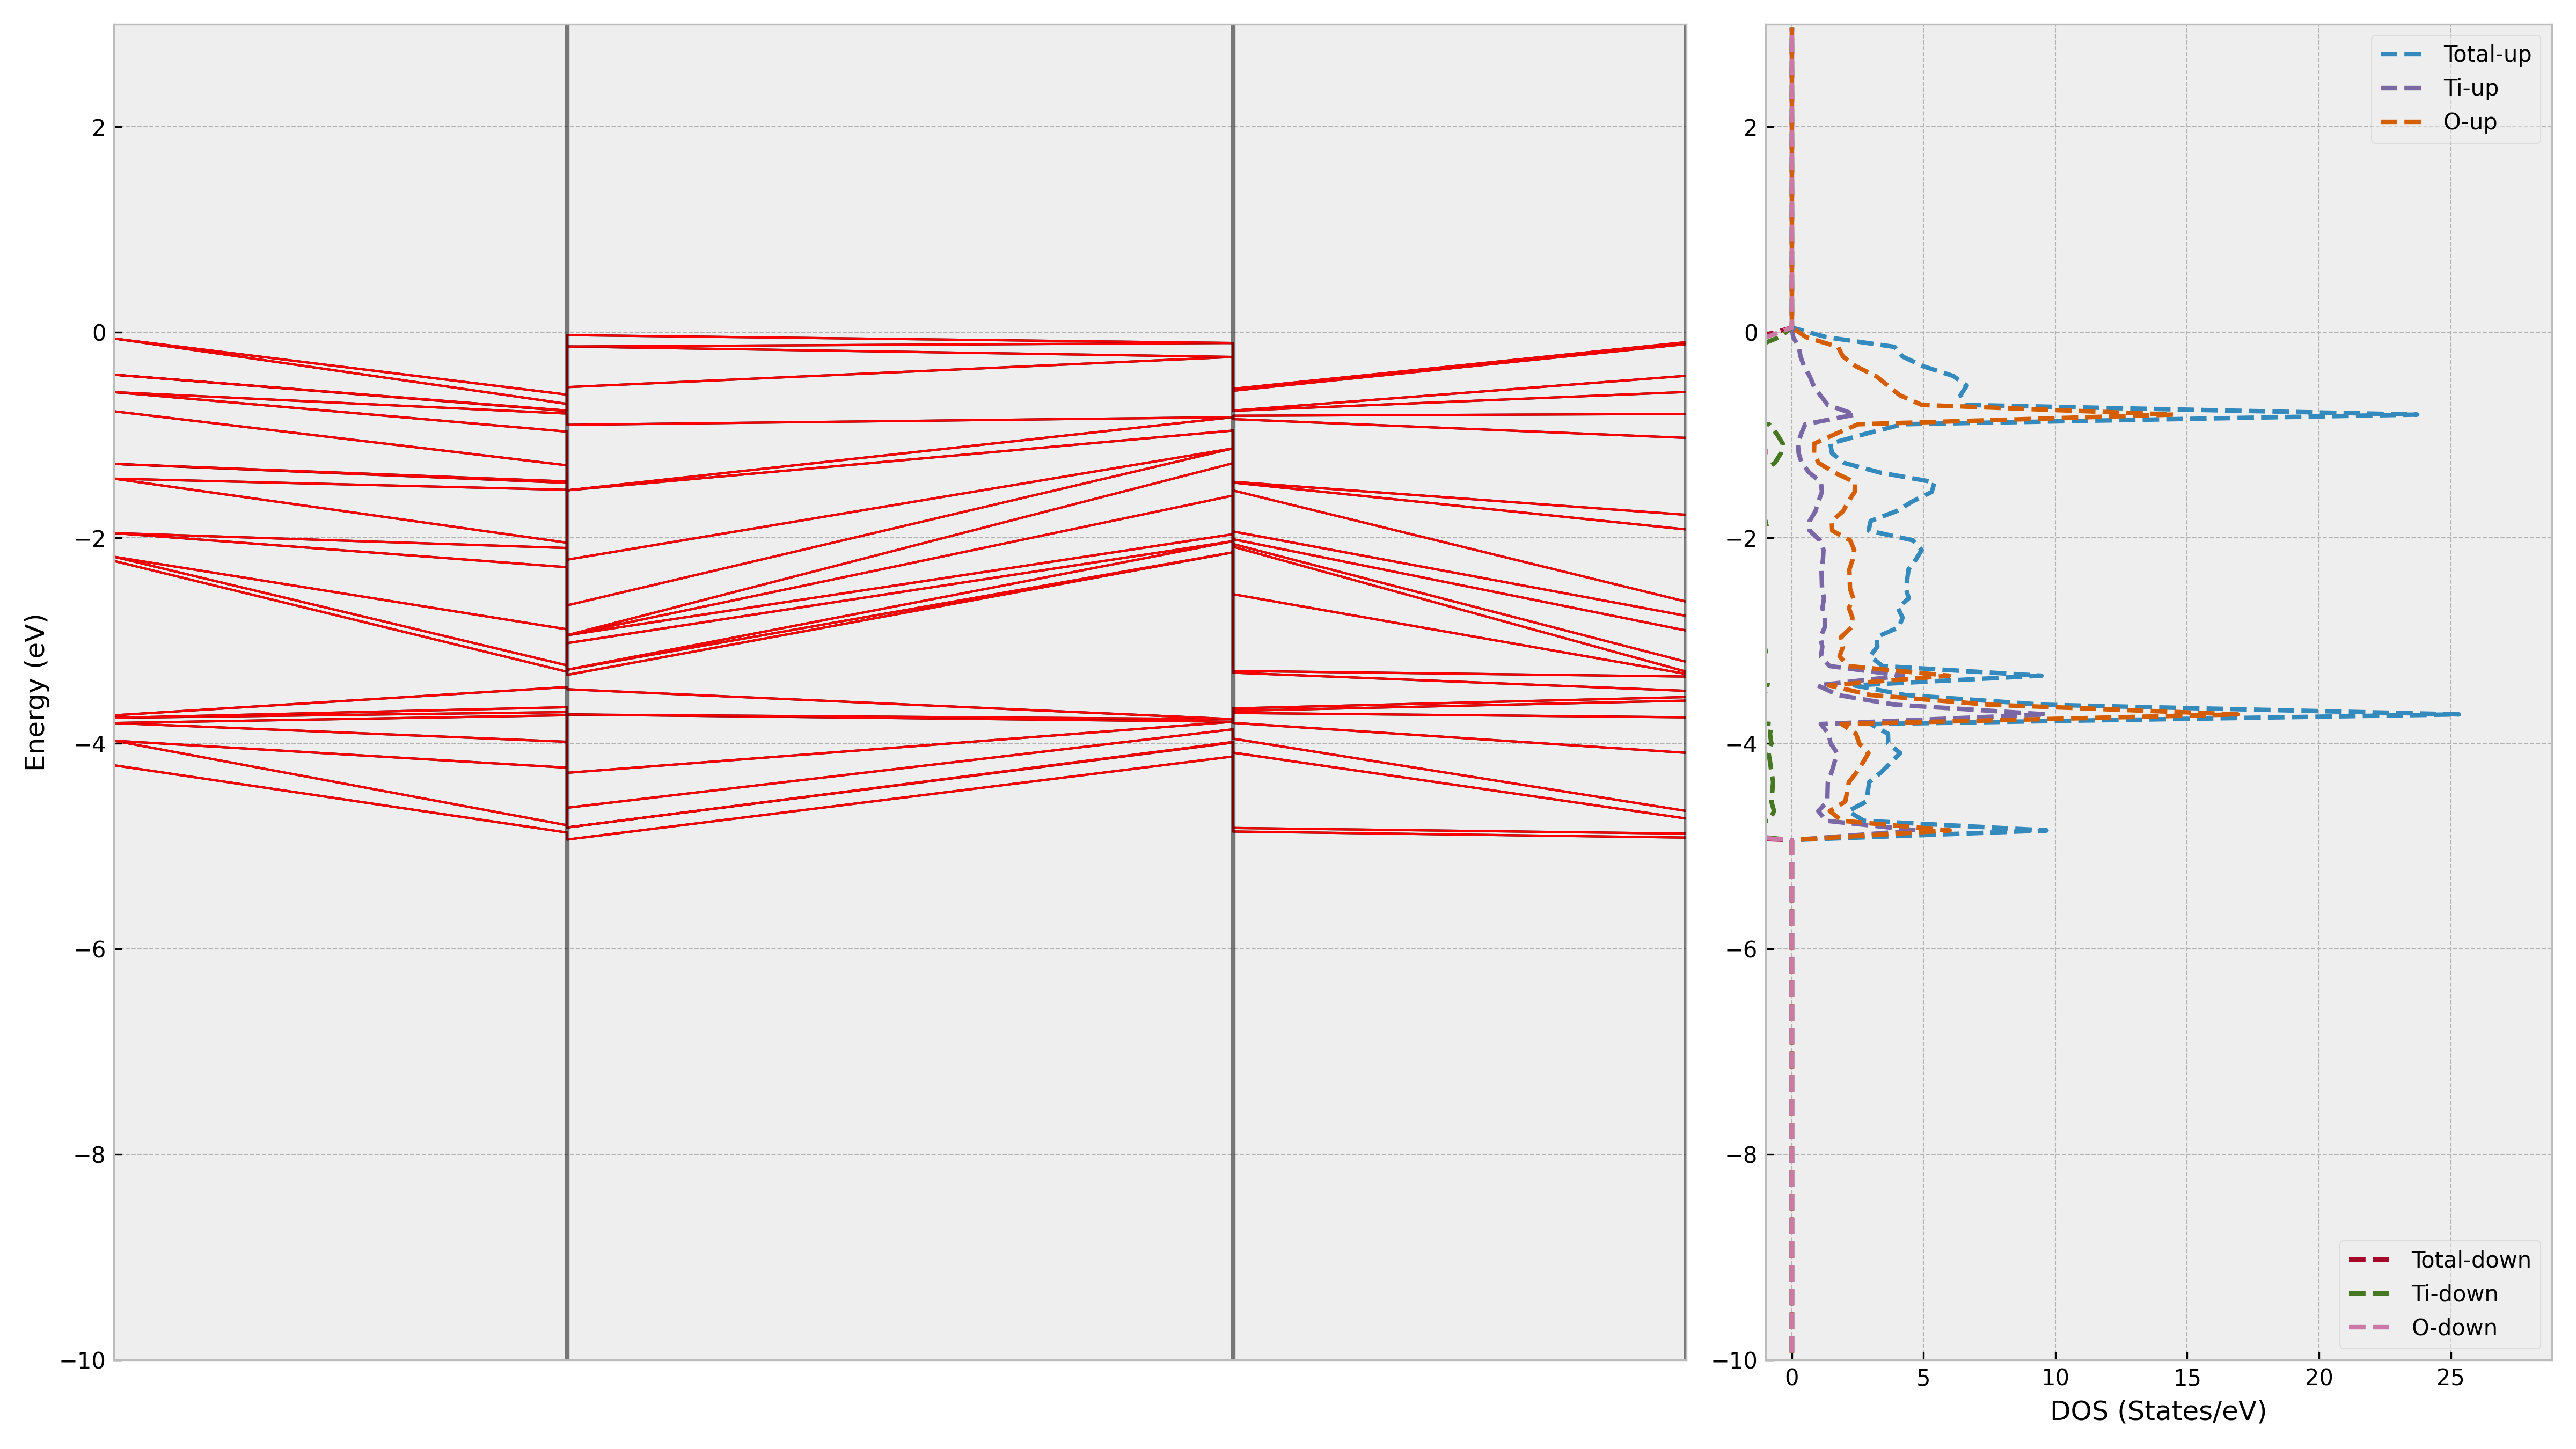 Energy (eV)
2
0
−2
−4
−6
−8
−10
2
0
−2
−4
−6
−8
−10
Total-up
Ti-up
O-up
Total-down
Ti-down
O-down
0 5 10 15 20 25
DOS (States/eV)